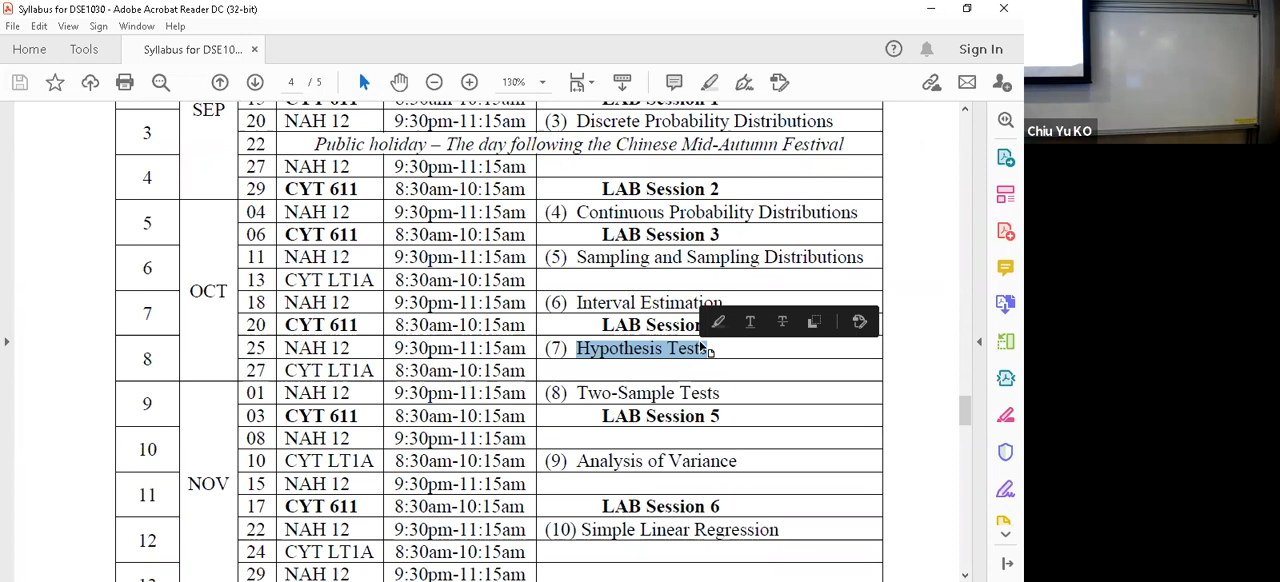 Syllabus for DSE1030 - Adobe Acrobat Reader DC (32-bit)
File Edit View Sign Window Help
Home Tools Syllabus for DSE10... × Sign In
4 / 5 130%
SEP
CYT 611 8:30am-10:15am LAB Session 1
3
20 NAH 12 9:30pm-11:15am (3) Discrete Probability Distributions
22 Public holiday – The day following the Chinese Mid-Autumn Festival
4
27 NAH 12 9:30pm-11:15am
29 CYT 611 8:30am-10:15am LAB Session 2
OCT
5
04 NAH 12 9:30pm-11:15am (4) Continuous Probability Distributions
06 CYT 611 8:30am-10:15am LAB Session 3
6
11 NAH 12 9:30pm-11:15am (5) Sampling and Sampling Distributions
13 CYT LT1A 8:30am-10:15am
7
18 NAH 12 9:30pm-11:15am (6) Interval Estimation
20 CYT 611 8:30am-10:15am LAB Session
8
25 NAH 12 9:30pm-11:15am (7) Hypothesis Tests
27 CYT LT1A 8:30am-10:15am
NOV
9
01 NAH 12 9:30pm-11:15am (8) Two-Sample Tests
03 CYT 611 8:30am-10:15am LAB Session 5
10
08 NAH 12 9:30pm-11:15am
10 CYT LT1A 8:30am-10:15am (9) Analysis of Variance
11
15 NAH 12 9:30pm-11:15am
17 CYT 611 8:30am-10:15am LAB Session 6
12
22 NAH 12 9:30pm-11:15am (10) Simple Linear Regression
24 CYT LT1A 8:30am-10:15am
29 NAH 12 9:30pm-11:15am
Chiu Yu KO